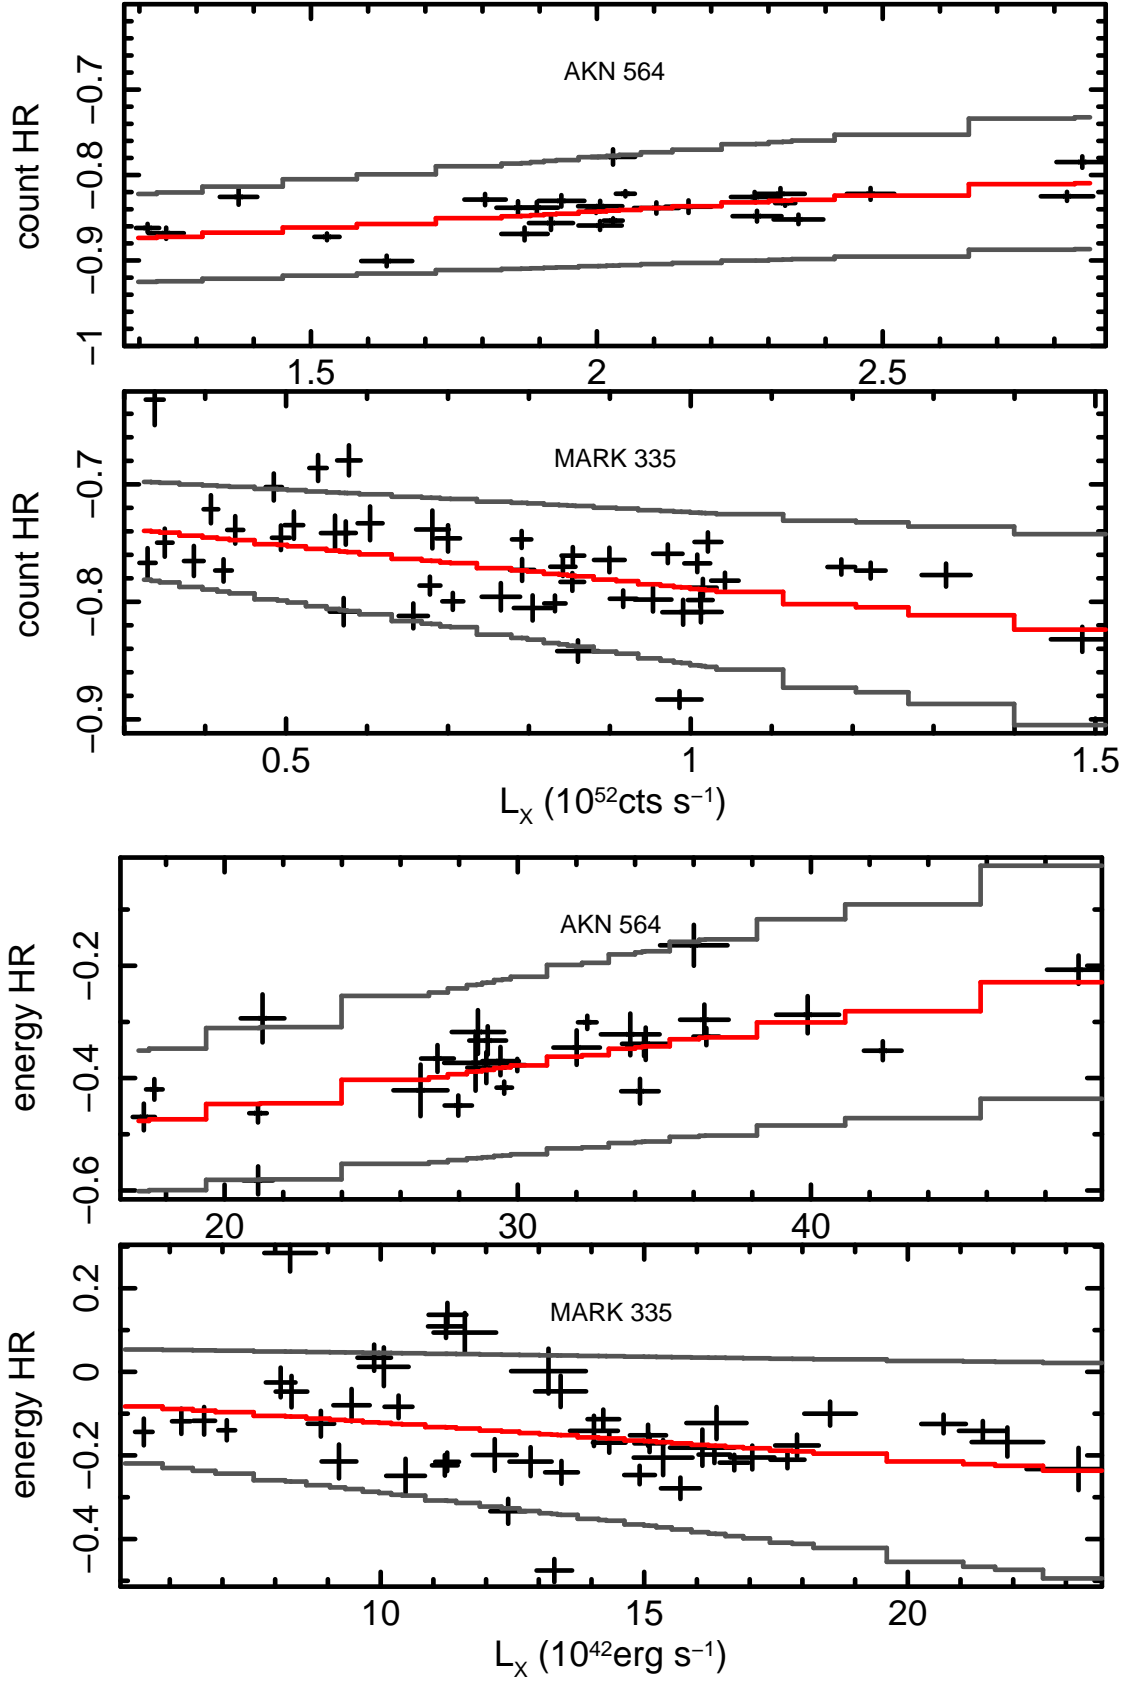 AKN 564
count HR
−0.7
−0.8
−0.9
−1
1.5 2 2.5
MARK 335
count HR
−0.7
−0.8
−0.9
0.5 1 1.5
L_X (10^52 cts s^−1)
AKN 564
energy HR
−0.2
−0.4
−0.6
20 30 40
MARK 335
energy HR
0.2
0
−0.2
−0.4
10 15 20
L_X (10^42 erg s^−1)